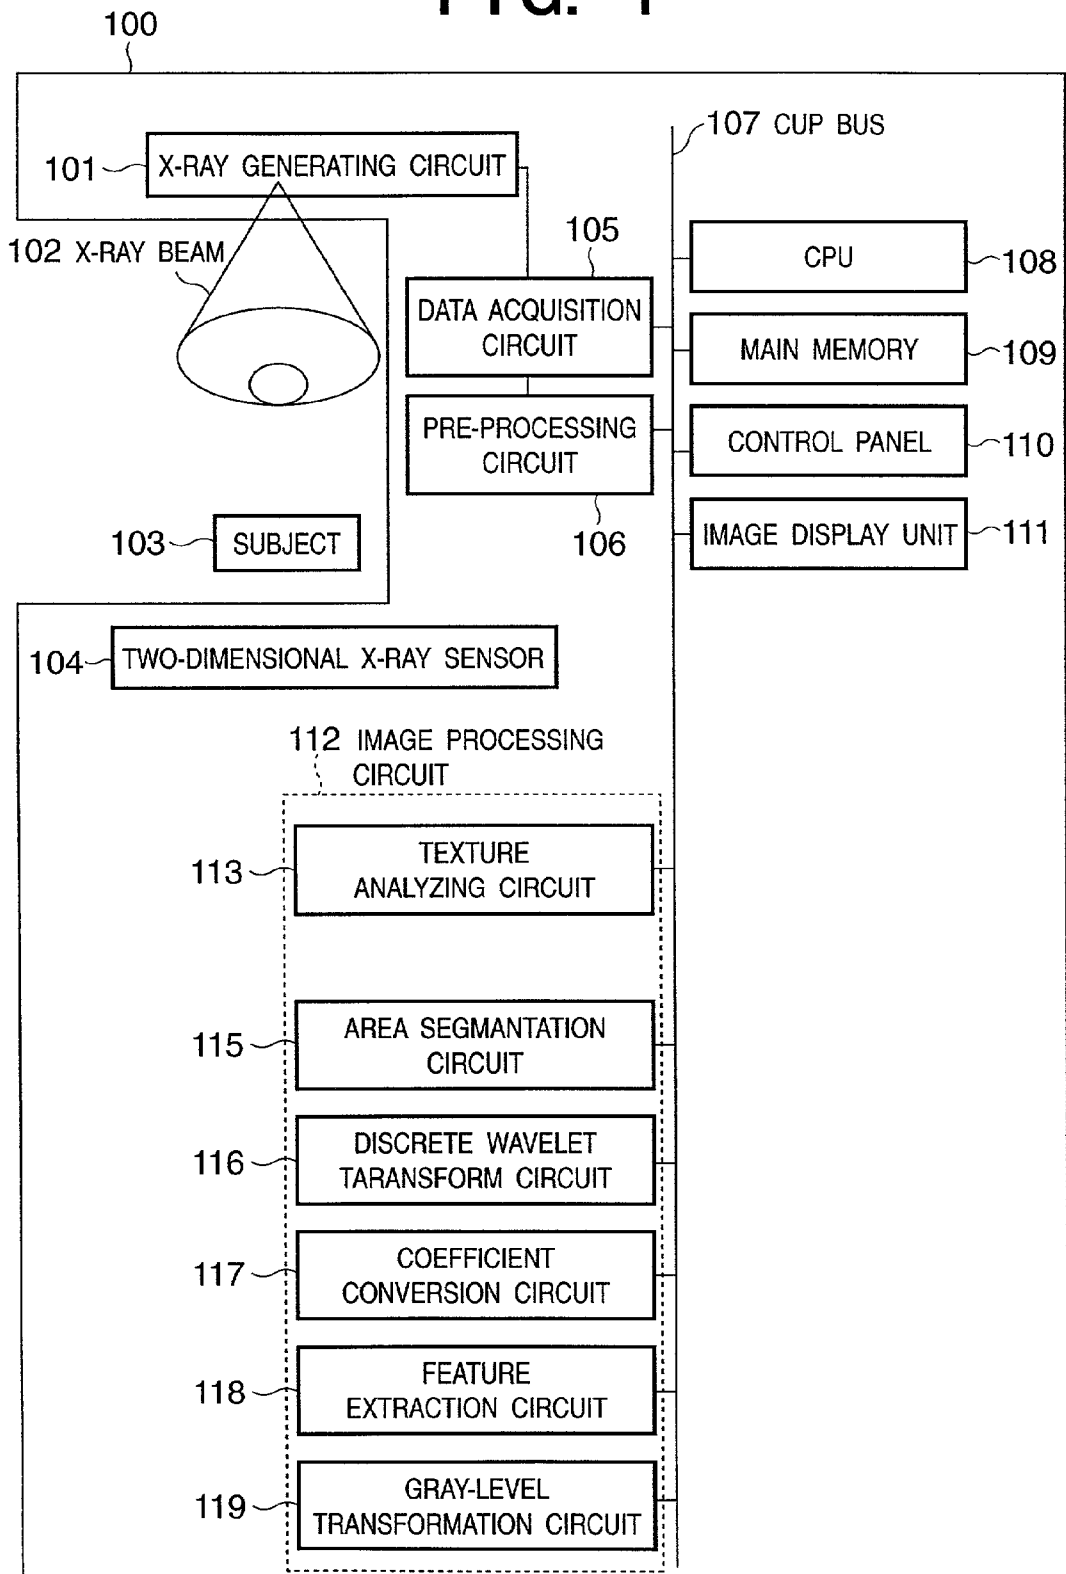 FIG. 1
100
107 CUP BUS
101 X-RAY GENERATING CIRCUIT
102 X-RAY BEAM
105
DATA ACQUISITION
CIRCUIT
CPU 108
MAIN MEMORY 109
PRE-PROCESSING
CIRCUIT
106
CONTROL PANEL 110
IMAGE DISPLAY UNIT 111
103 SUBJECT
104 TWO-DIMENSIONAL X-RAY SENSOR
112 IMAGE PROCESSING
CIRCUIT
113 TEXTURE
ANALYZING CIRCUIT
115 AREA SEGMANTATION
CIRCUIT
116 DISCRETE WAVELET
TARANSFORM CIRCUIT
117 COEFFICIENT
CONVERSION CIRCUIT
118 FEATURE
EXTRACTION CIRCUIT
119 GRAY-LEVEL
TRANSFORMATION CIRCUIT